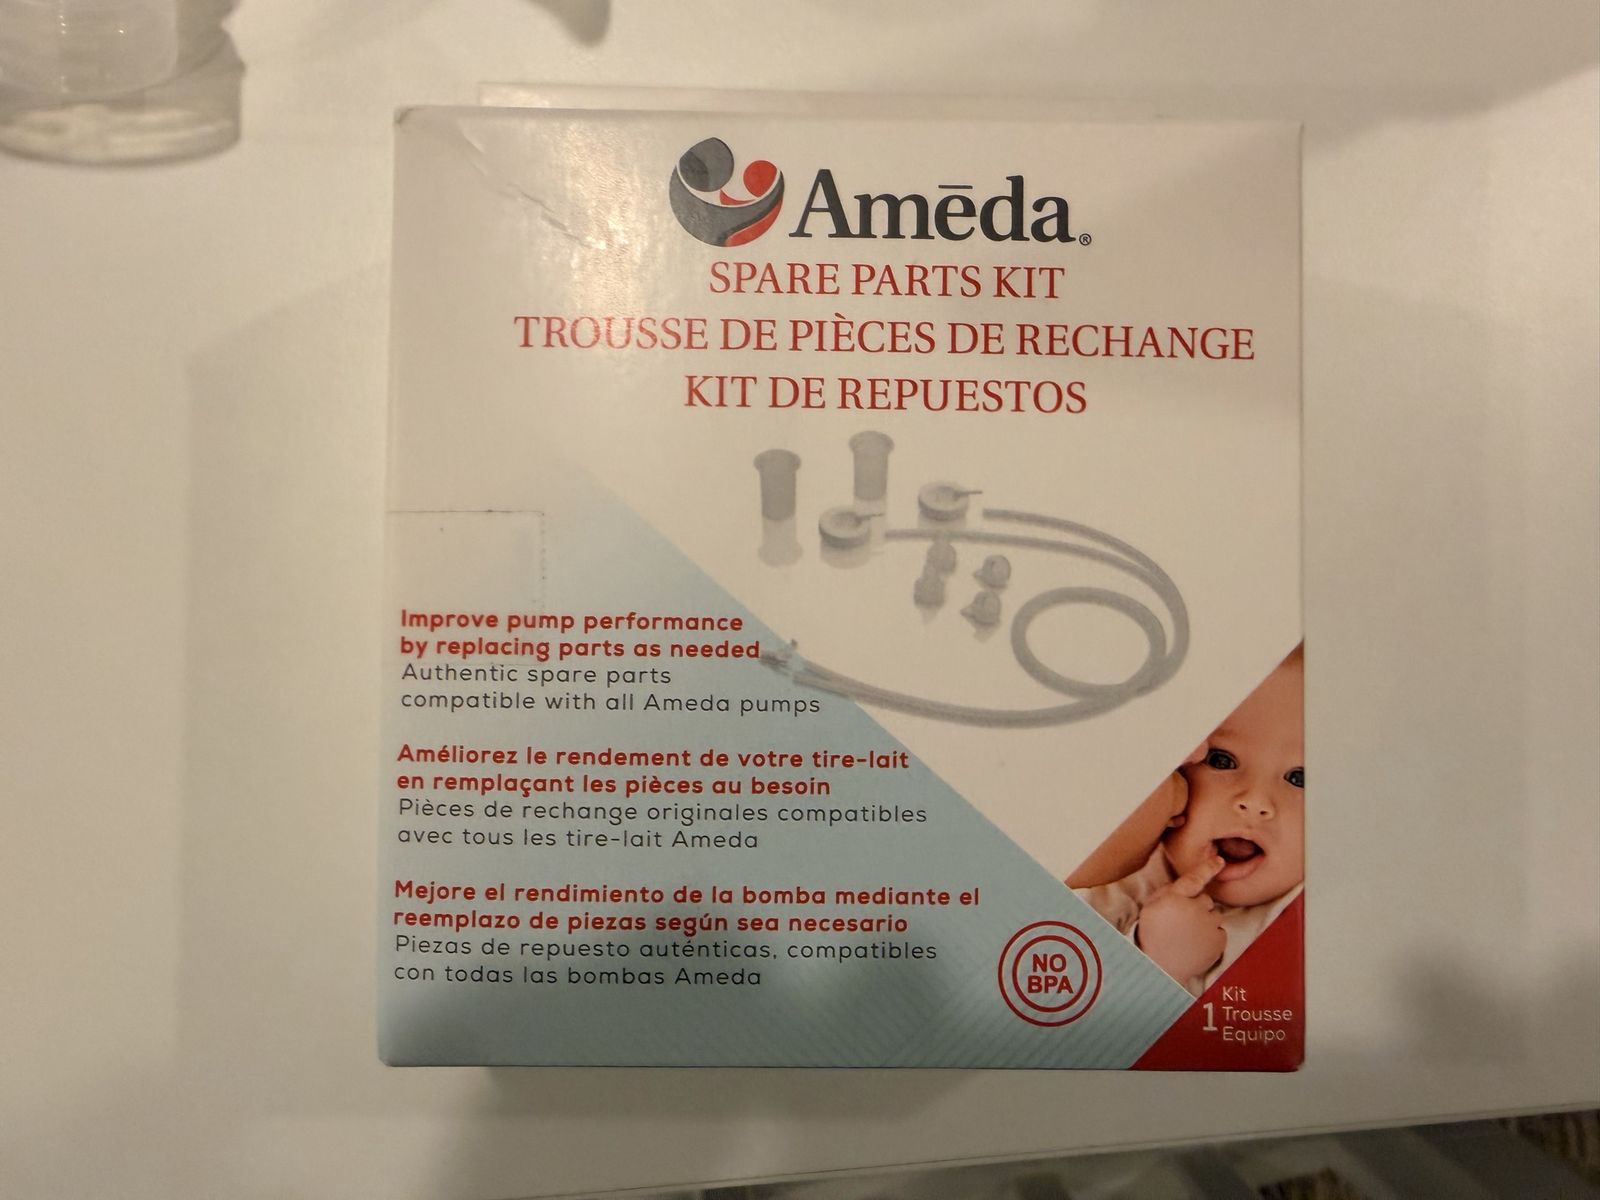 Amēda®
SPARE PARTS KIT
TROUSSE DE PIÈCES DE RECHANGE
KIT DE REPUESTOS
Improve pump performance
by replacing parts as needed
Authentic spare parts
compatible with all Ameda pumps
Améliorez le rendement de votre tire-lait
en remplaçant les pièces au besoin
Pièces de rechange originales compatibles
avec tous les tire-lait Ameda
Mejore el rendimiento de la bomba mediante el
reemplazo de piezas según sea necesario
Piezas de repuesto auténticas, compatibles
con todas las bombas Ameda
NO
BPA
1 Kit
Trousse
Equipo